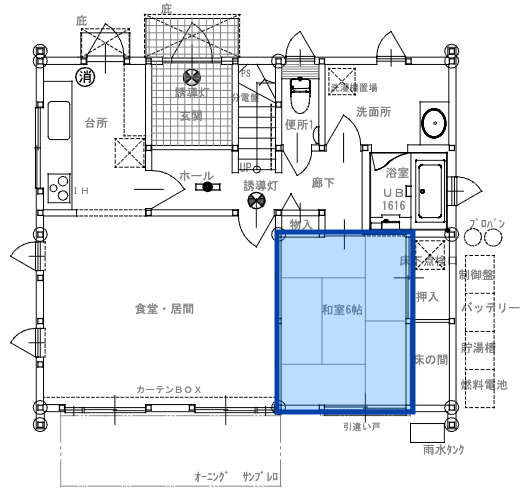 庇
庇
消
PS
誘導灯
洗濯機置場
分電盤
台所
玄関
便所1
洗面所
浴室
ホール
UP
廊下
IH
誘導灯
UB
1616
物入
プロパン
床下点検口
制御盤
押入
食堂・居間
和室6帖
バッテリー
貯湯槽
床の間
燃料電池
カーテンBOX
引違い戸
雨水タンク
オーニング サンブレロ